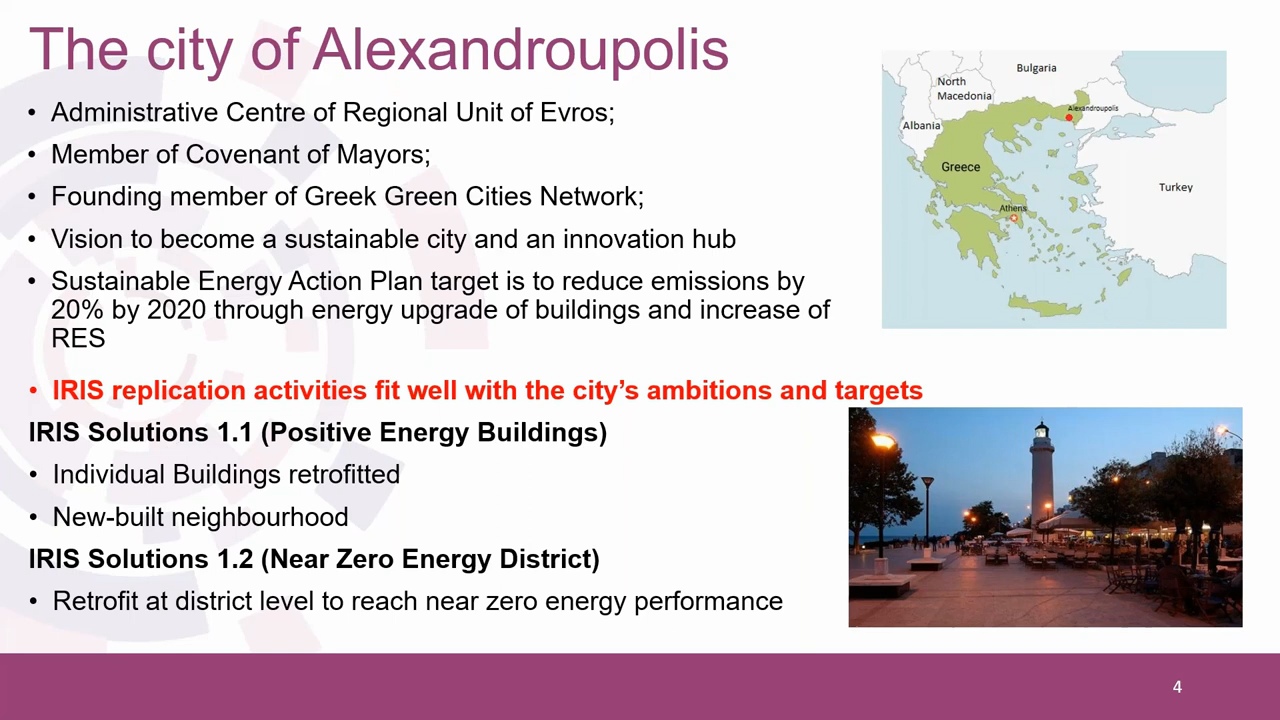 The city of Alexandroupolis
• Administrative Centre of Regional Unit of Evros;
• Member of Covenant of Mayors;
• Founding member of Greek Green Cities Network;
• Vision to become a sustainable city and an innovation hub
• Sustainable Energy Action Plan target is to reduce emissions by
20% by 2020 through energy upgrade of buildings and increase of
RES
• IRIS replication activities fit well with the city’s ambitions and targets
IRIS Solutions 1.1 (Positive Energy Buildings)
• Individual Buildings retrofitted
• New-built neighbourhood
IRIS Solutions 1.2 (Near Zero Energy District)
• Retrofit at district level to reach near zero energy performance
Bulgaria
North
Macedonia
Alexandroupolis
Albania
Greece
Turkey
Athens
4